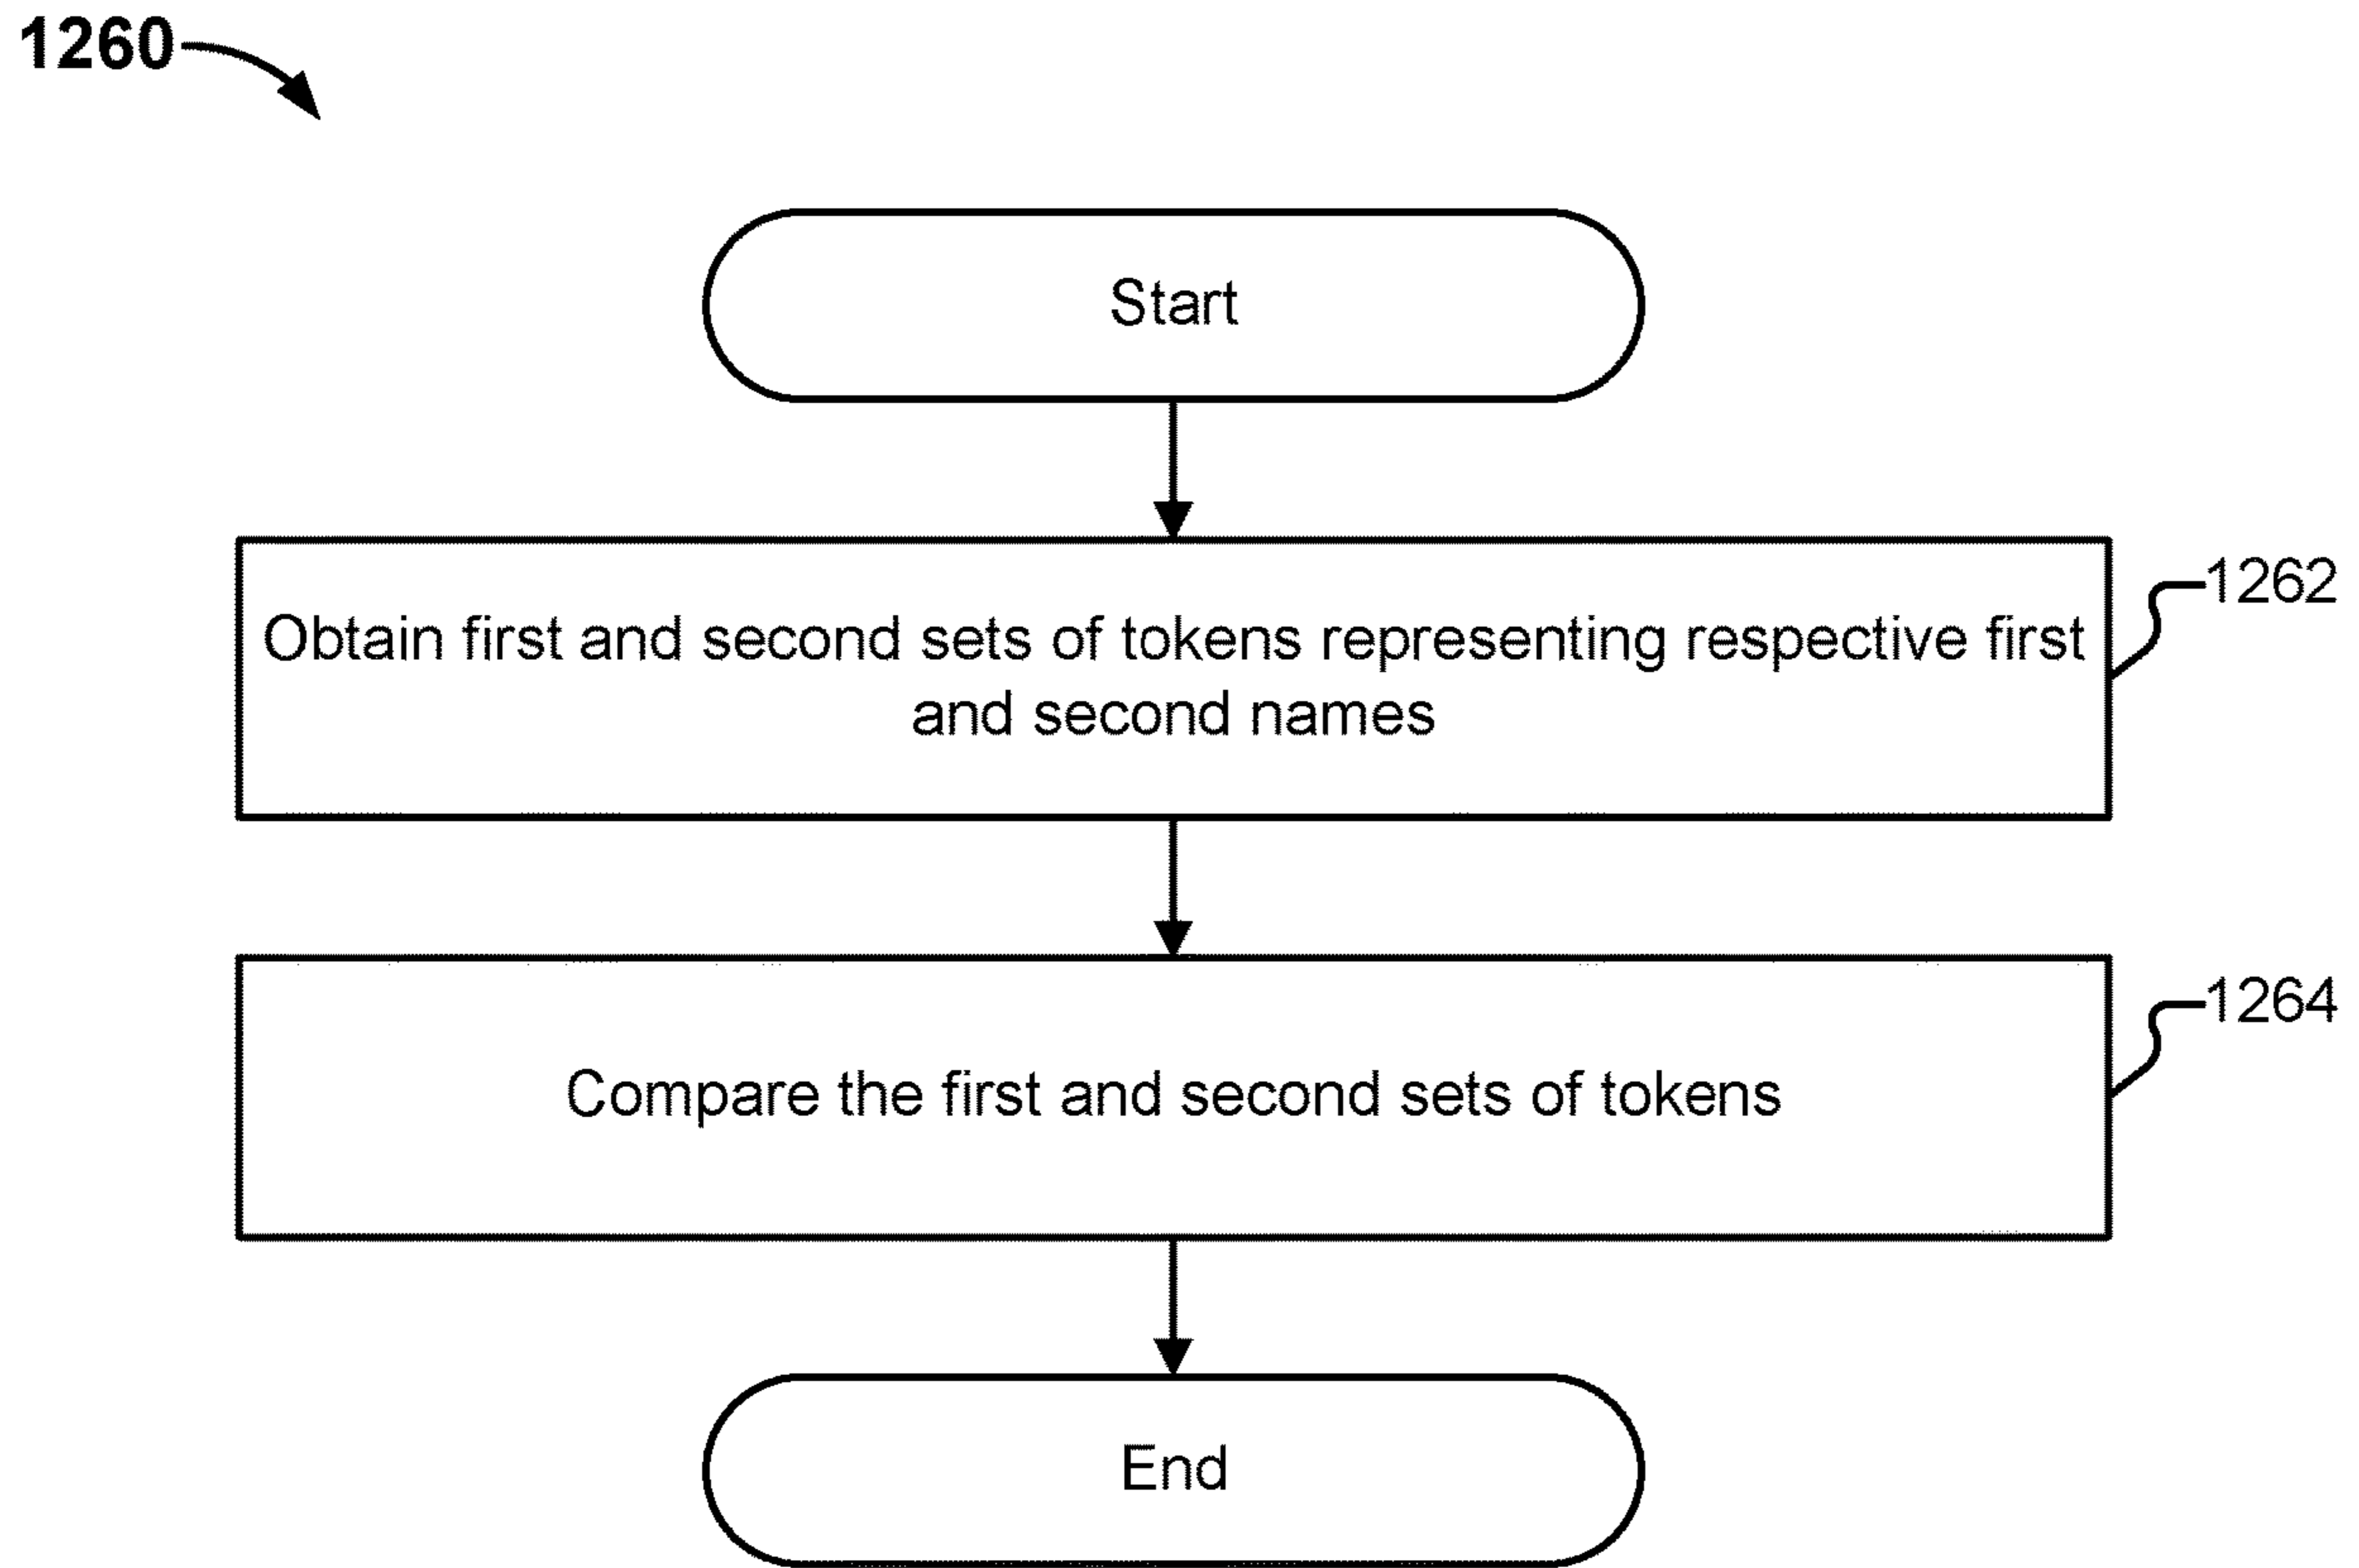 1260
Start
Obtain first and second sets of tokens representing respective first
and second names
1262
Compare the first and second sets of tokens
1264
End